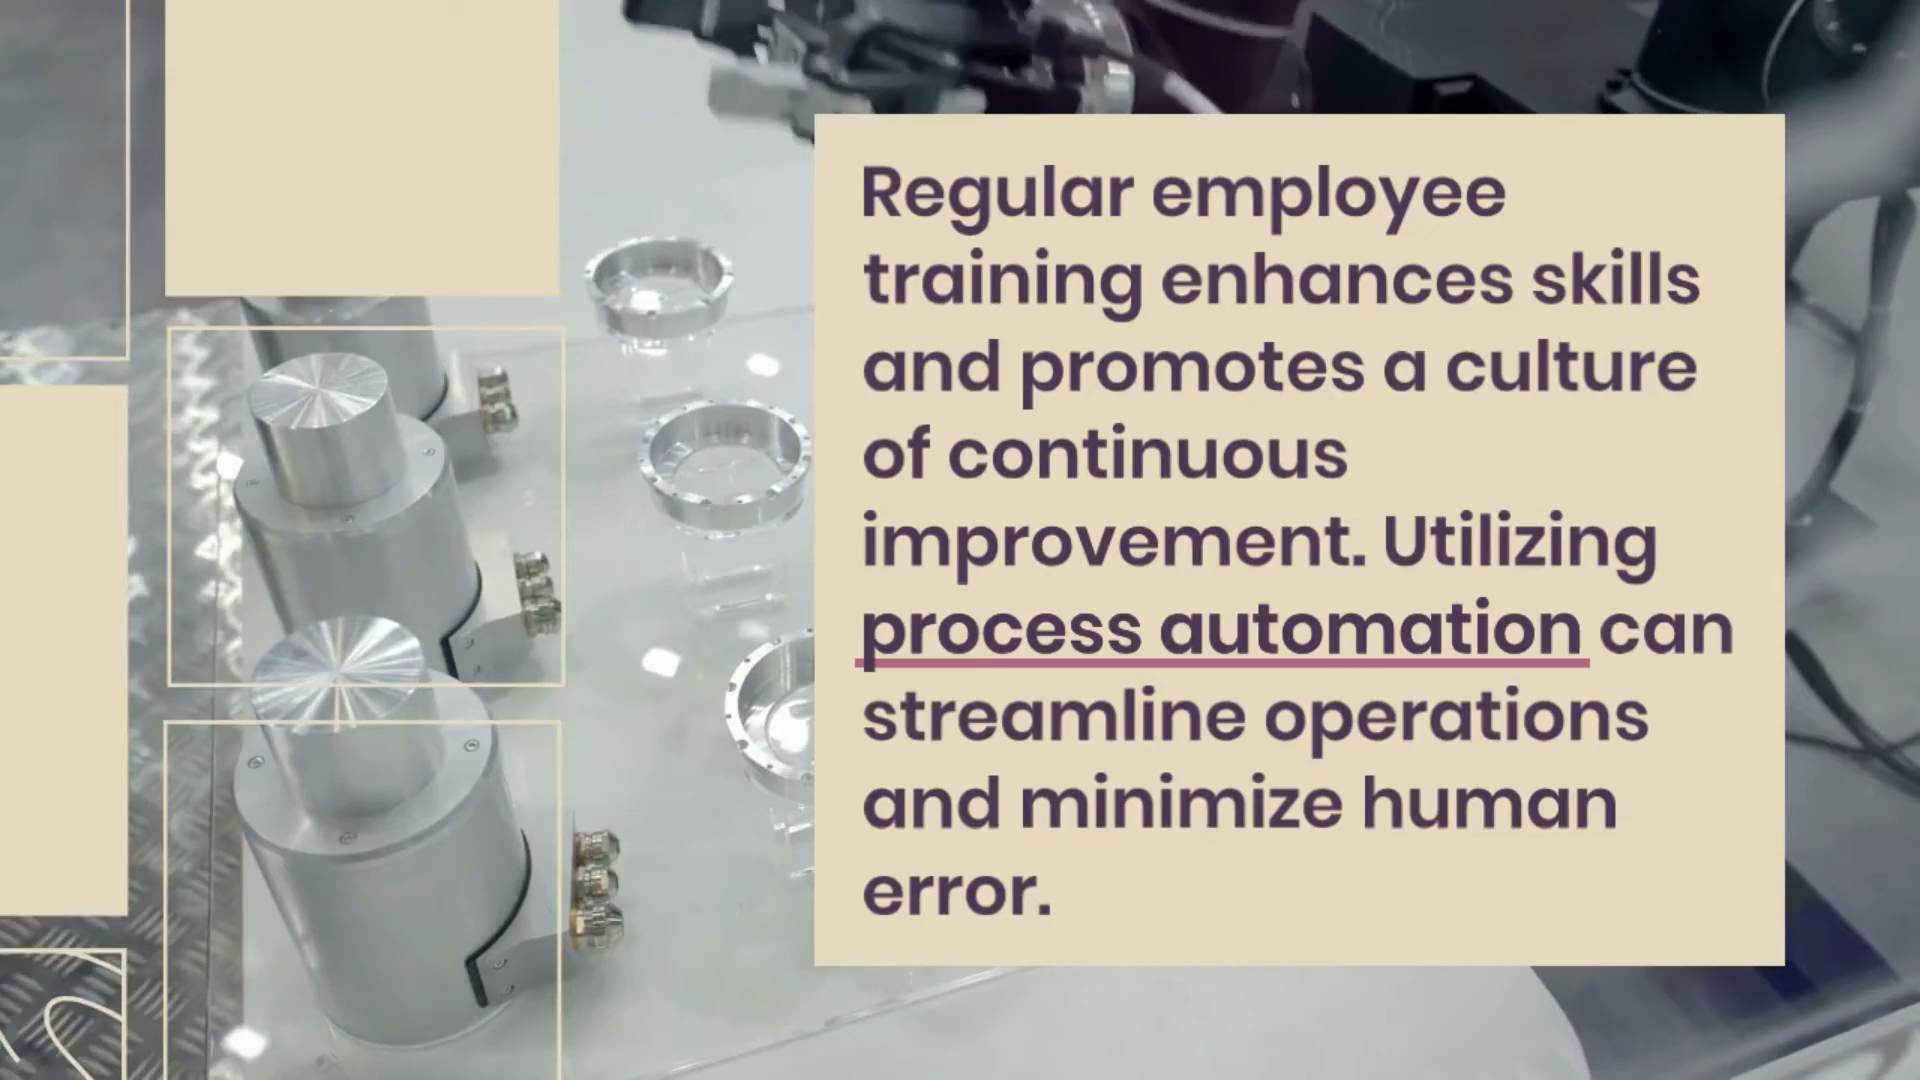 Regular employee
training enhances skills
and promotes a culture
of continuous
improvement. Utilizing
process automation can
streamline operations
and minimize human
error.